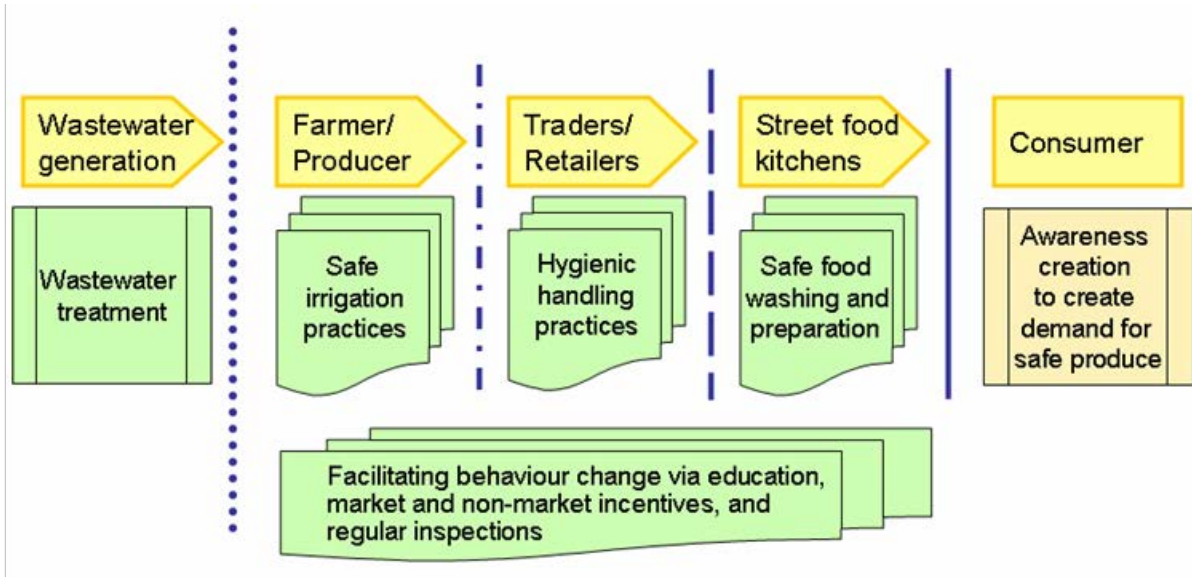 Wastewater
generation
Farmer/
Producer
Traders/
Retailers
Street food
kitchens
Consumer
Wastewater
treatment
Safe
irrigation
practices
Hygienic
handling
practices
Safe food
washing and
preparation
Awareness
creation
to create
demand for
safe produce
Facilitating behaviour change via education,
market and non-market incentives, and
regular inspections